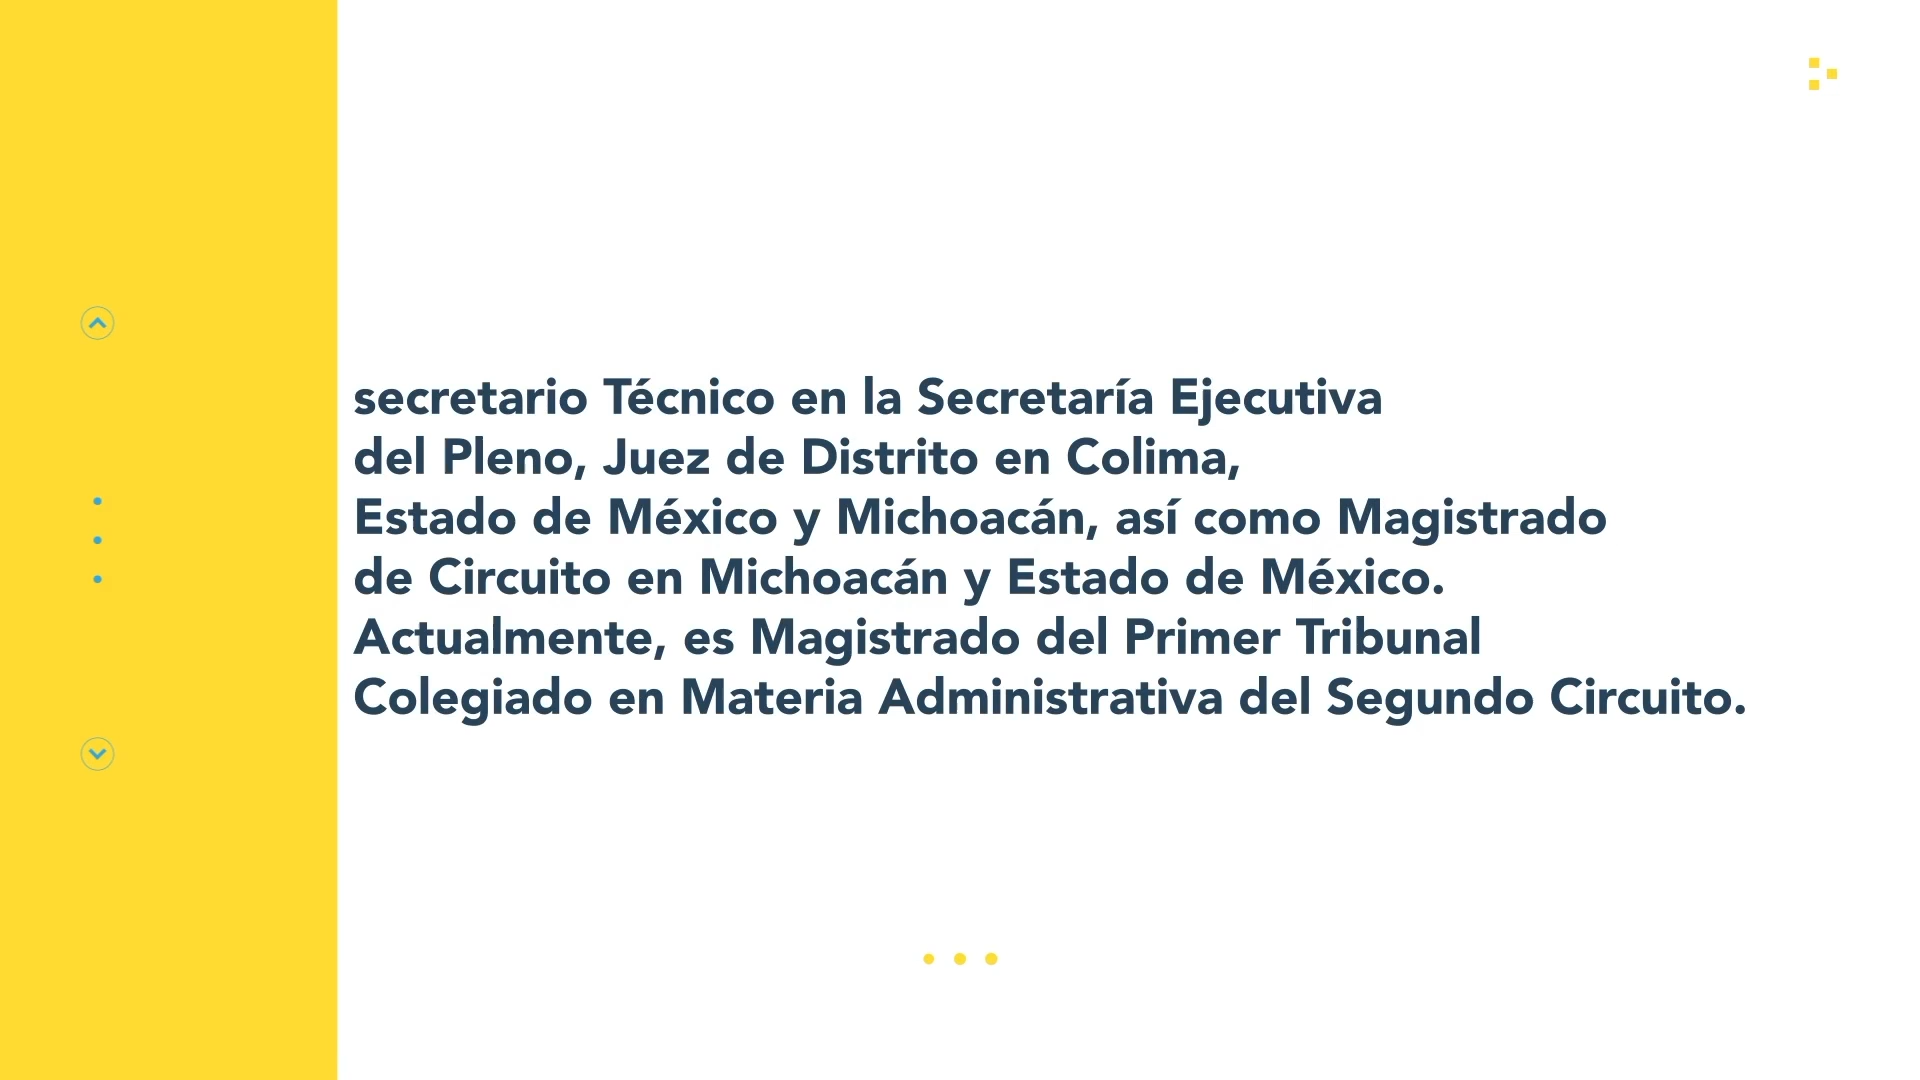 secretario Técnico en la Secretaría Ejecutiva
del Pleno, Juez de Distrito en Colima,
Estado de México y Michoacán, así como Magistrado
de Circuito en Michoacán y Estado de México.
Actualmente, es Magistrado del Primer Tribunal
Colegiado en Materia Administrativa del Segundo Circuito.